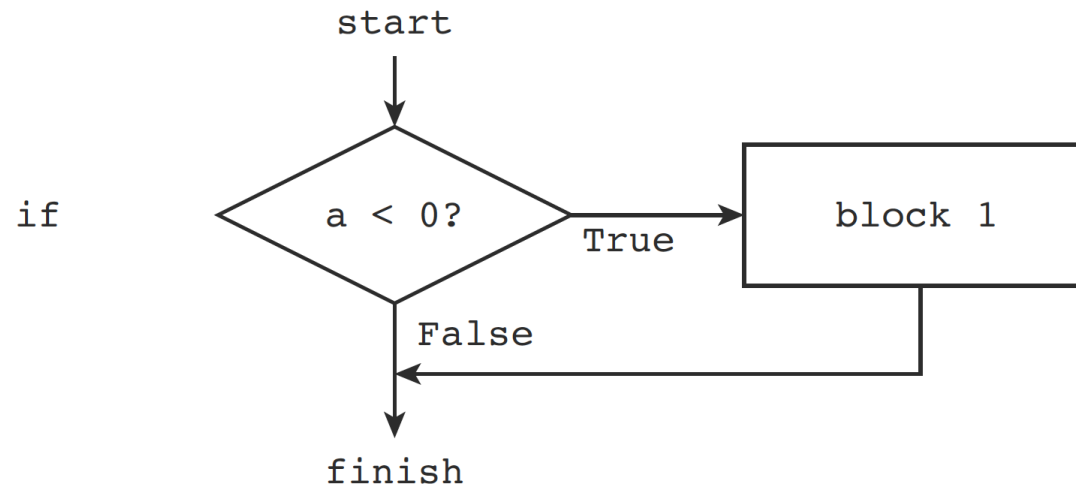 start
if
a < 0?
True
block 1
False
finish